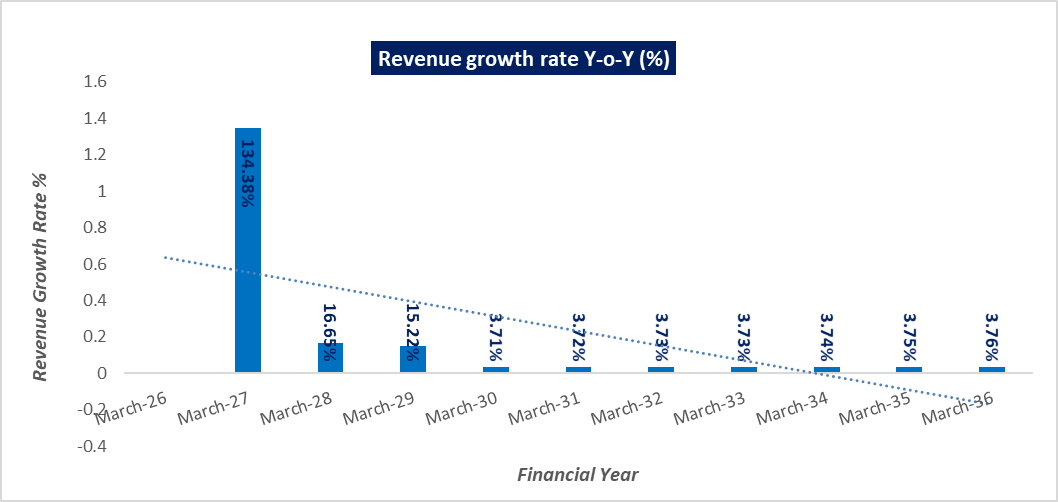 Revenue growth rate Y-o-Y (%)
Revenue Growth Rate %
1.6
1.4
1.2
1
0.8
0.6
0.4
0.2
0
-0.2
-0.4
134.38%
16.65%
15.22%
3.71%
3.72%
3.73%
3.73%
3.74%
3.75%
3.76%
March-26
March-27
March-28
March-29
March-30
March-31
March-32
March-33
March-34
March-35
March-36
Financial Year